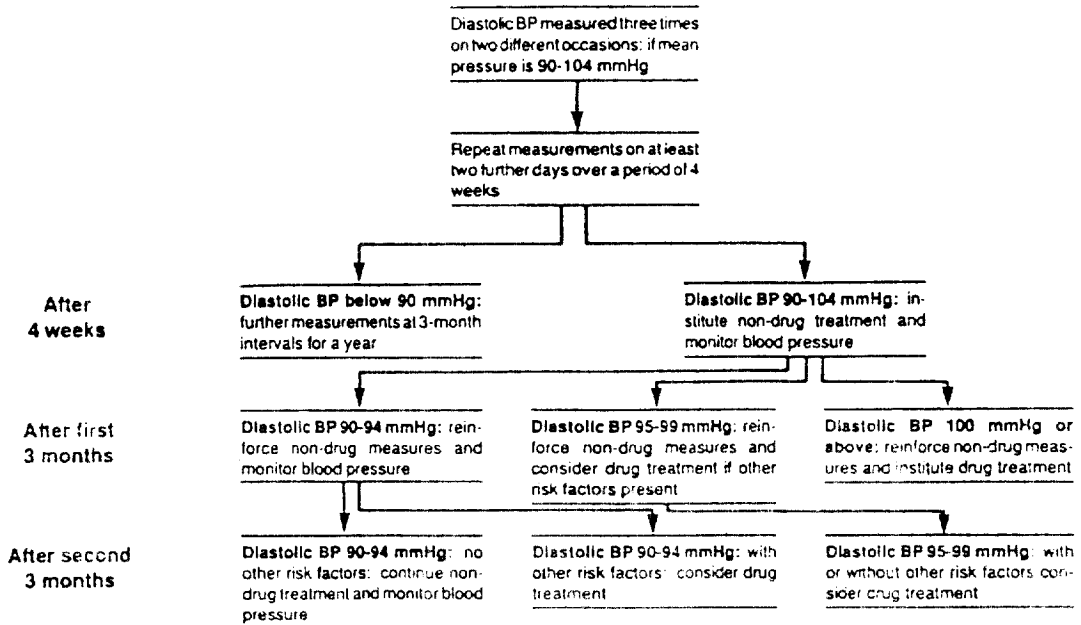 Diastolic BP measured three times
on two different occasions: if mean
pressure is 90-104 mmHg
Repeat measurements on at least
two further days over a period of 4
weeks
After
4 weeks
Diastolic BP below 90 mmHg:
further measurements at 3-month
intervals for a year
Diastolic BP 90-104 mmHg: in-
stitute non-drug treatment and
monitor blood pressure
After first
3 months
Diastolic BP 90-94 mmHg: rein-
force non-drug measures and
monitor blood pressure
Diastolic BP 95-99 mmHg: rein-
force non-drug measures and
consider drug treatment if other
risk factors present
Diastolic BP 100 mmHg or
above: reinforce non-drug meas-
ures and institute drug treatment
After second
3 months
Diastolic BP 90-94 mmHg: no
other risk factors: continue non-
drug treatment and monitor blood
pressure
Diastolic BP 90-94 mmHg: with
other risk factors: consider drug
treatment
Diastolic BP 95-99 mmHg: with
or without other risk factors con-
sider drug treatment